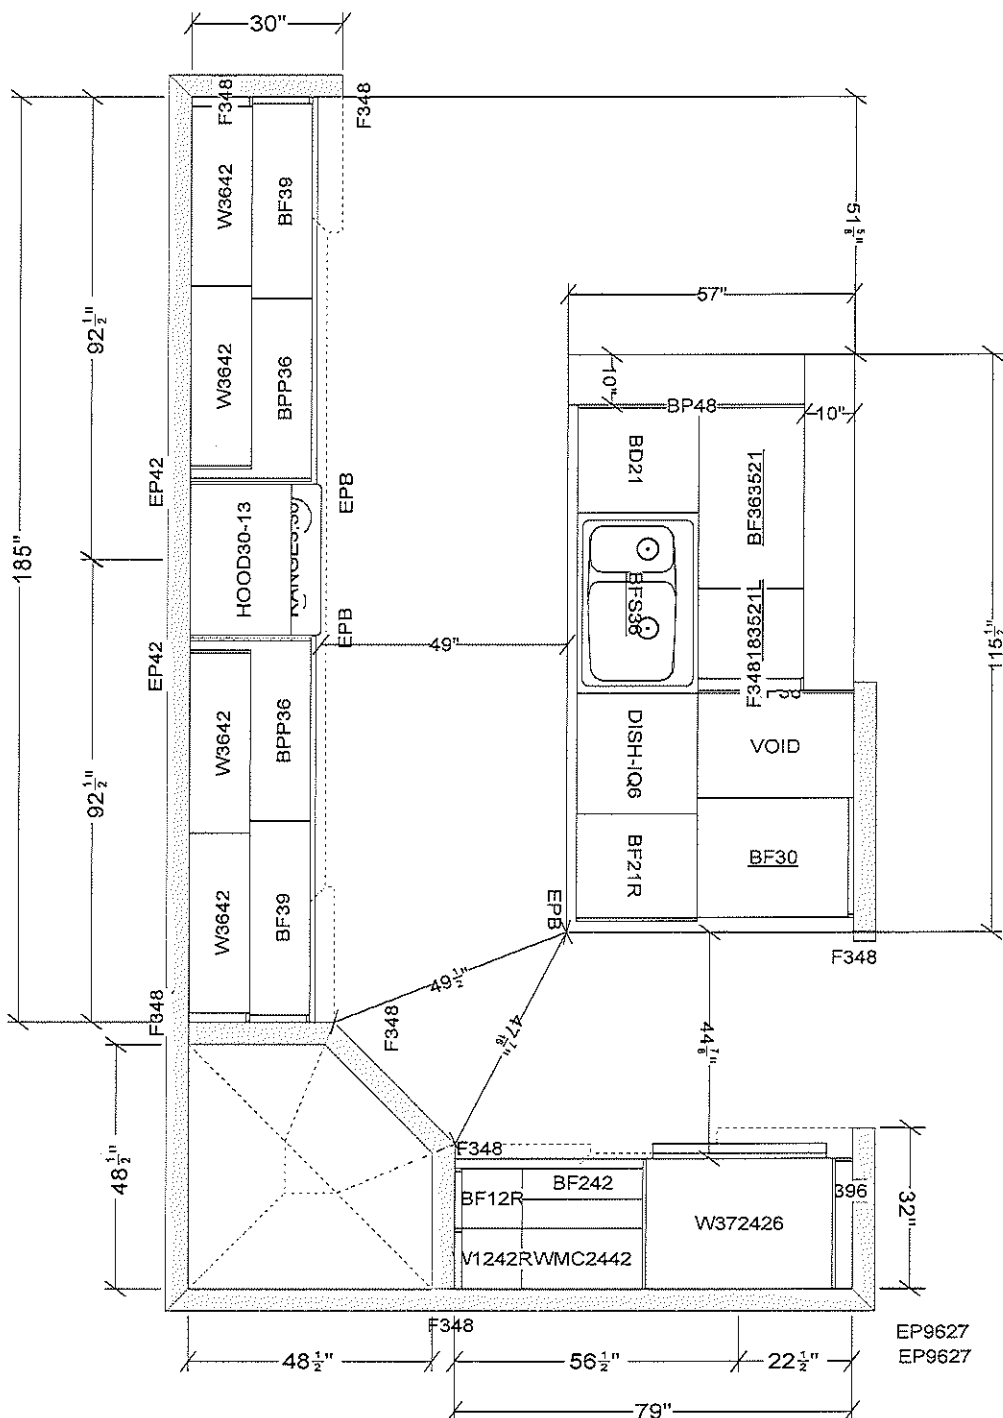 30"
F348
F348
W3642
BF39
51 5/8"
57"
92 1/2"
W3642
BPP36
10"
BP48
10"
BD21
BF363521
EP42
EPB
HOOD30-13
185"
BFS36
F348
183521L
115 1/2"
EP42
EPB
49"
W3642
BPP36
DISH-IQ6
VOID
92 1/2"
W3642
BF39
BF21R
BF30
EPB
F348
F348
49 1/2"
F348
47 7/16"
44 7/8"
48 1/2"
F348
BF12R
BF242
396
W372426
32"
WMC2442
F348
EP9627
EP9627
48 1/2"
56 1/2"
22 1/2"
79"